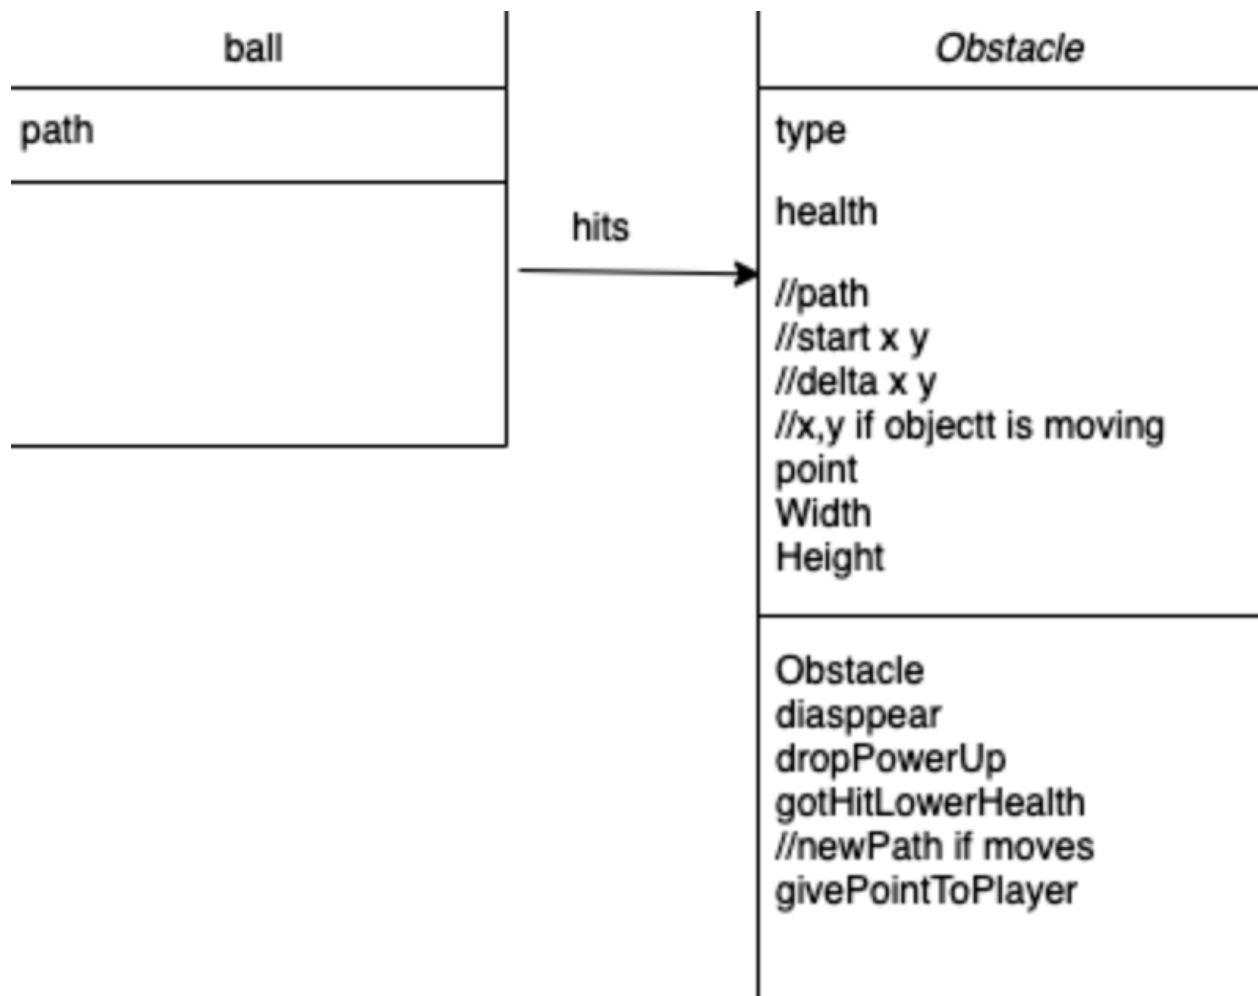 ball
path
hits
Obstacle
type
health
//path
//start x y
//delta x y
//x,y if objectt is moving
point
Width
Height
Obstacle
diasppear
dropPowerUp
gotHitLowerHealth
//newPath if moves
givePointToPlayer